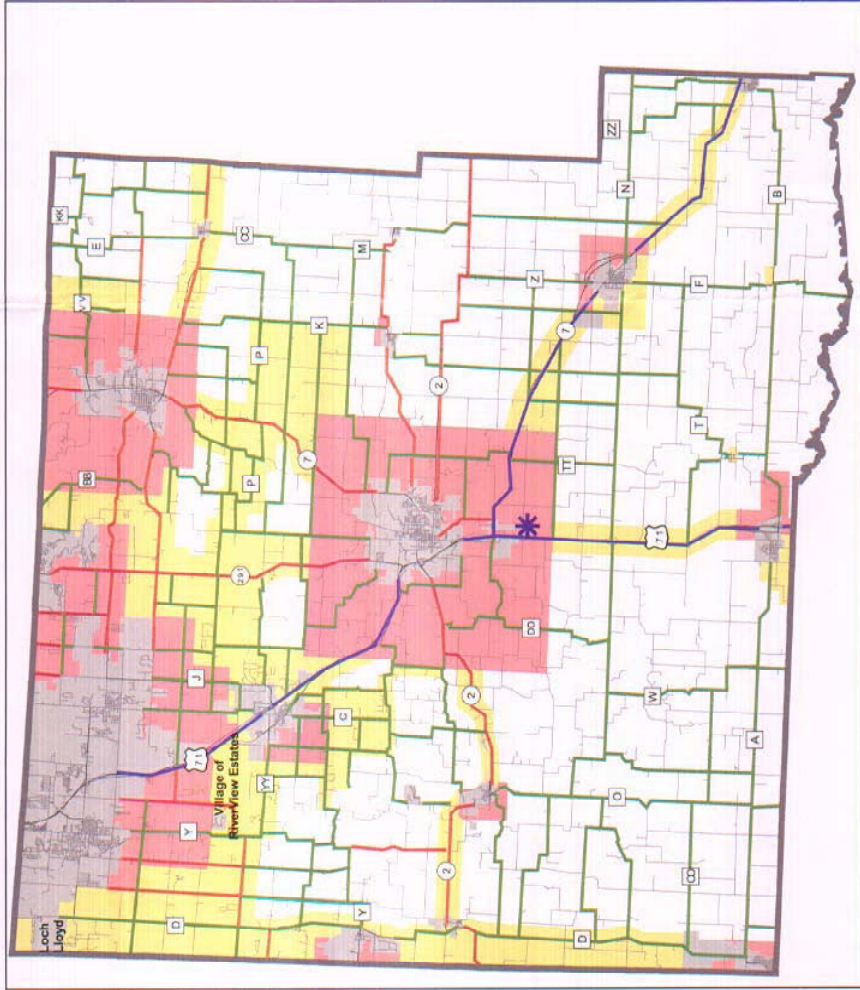 KK
E
VV
CC
BB
P
K
M
ZZ
N
B
Z
F
7
P
7
2
T
TT
71
291
J
DD
C
2
W
A
71
Village of
RiverView Estates
YY
Y
O
2
Y
D
D
CO
Loch
Lloyd